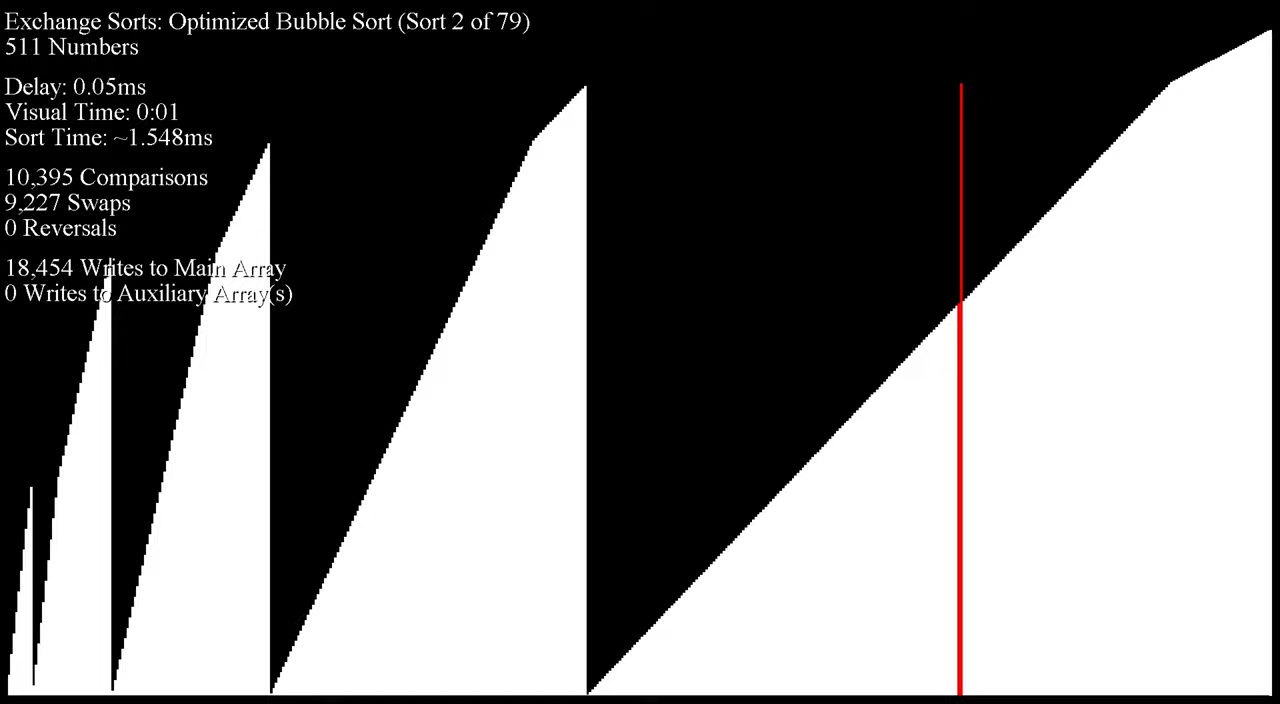 Exchange Sorts: Optimized Bubble Sort (Sort 2 of 79)
511 Numbers
Delay: 0.05ms
Visual Time: 0:01
Sort Time: ~1.548ms
10,395 Comparisons
9,227 Swaps
0 Reversals
18,454 Writes to Main Array
0 Writes to Auxiliary Array(s)